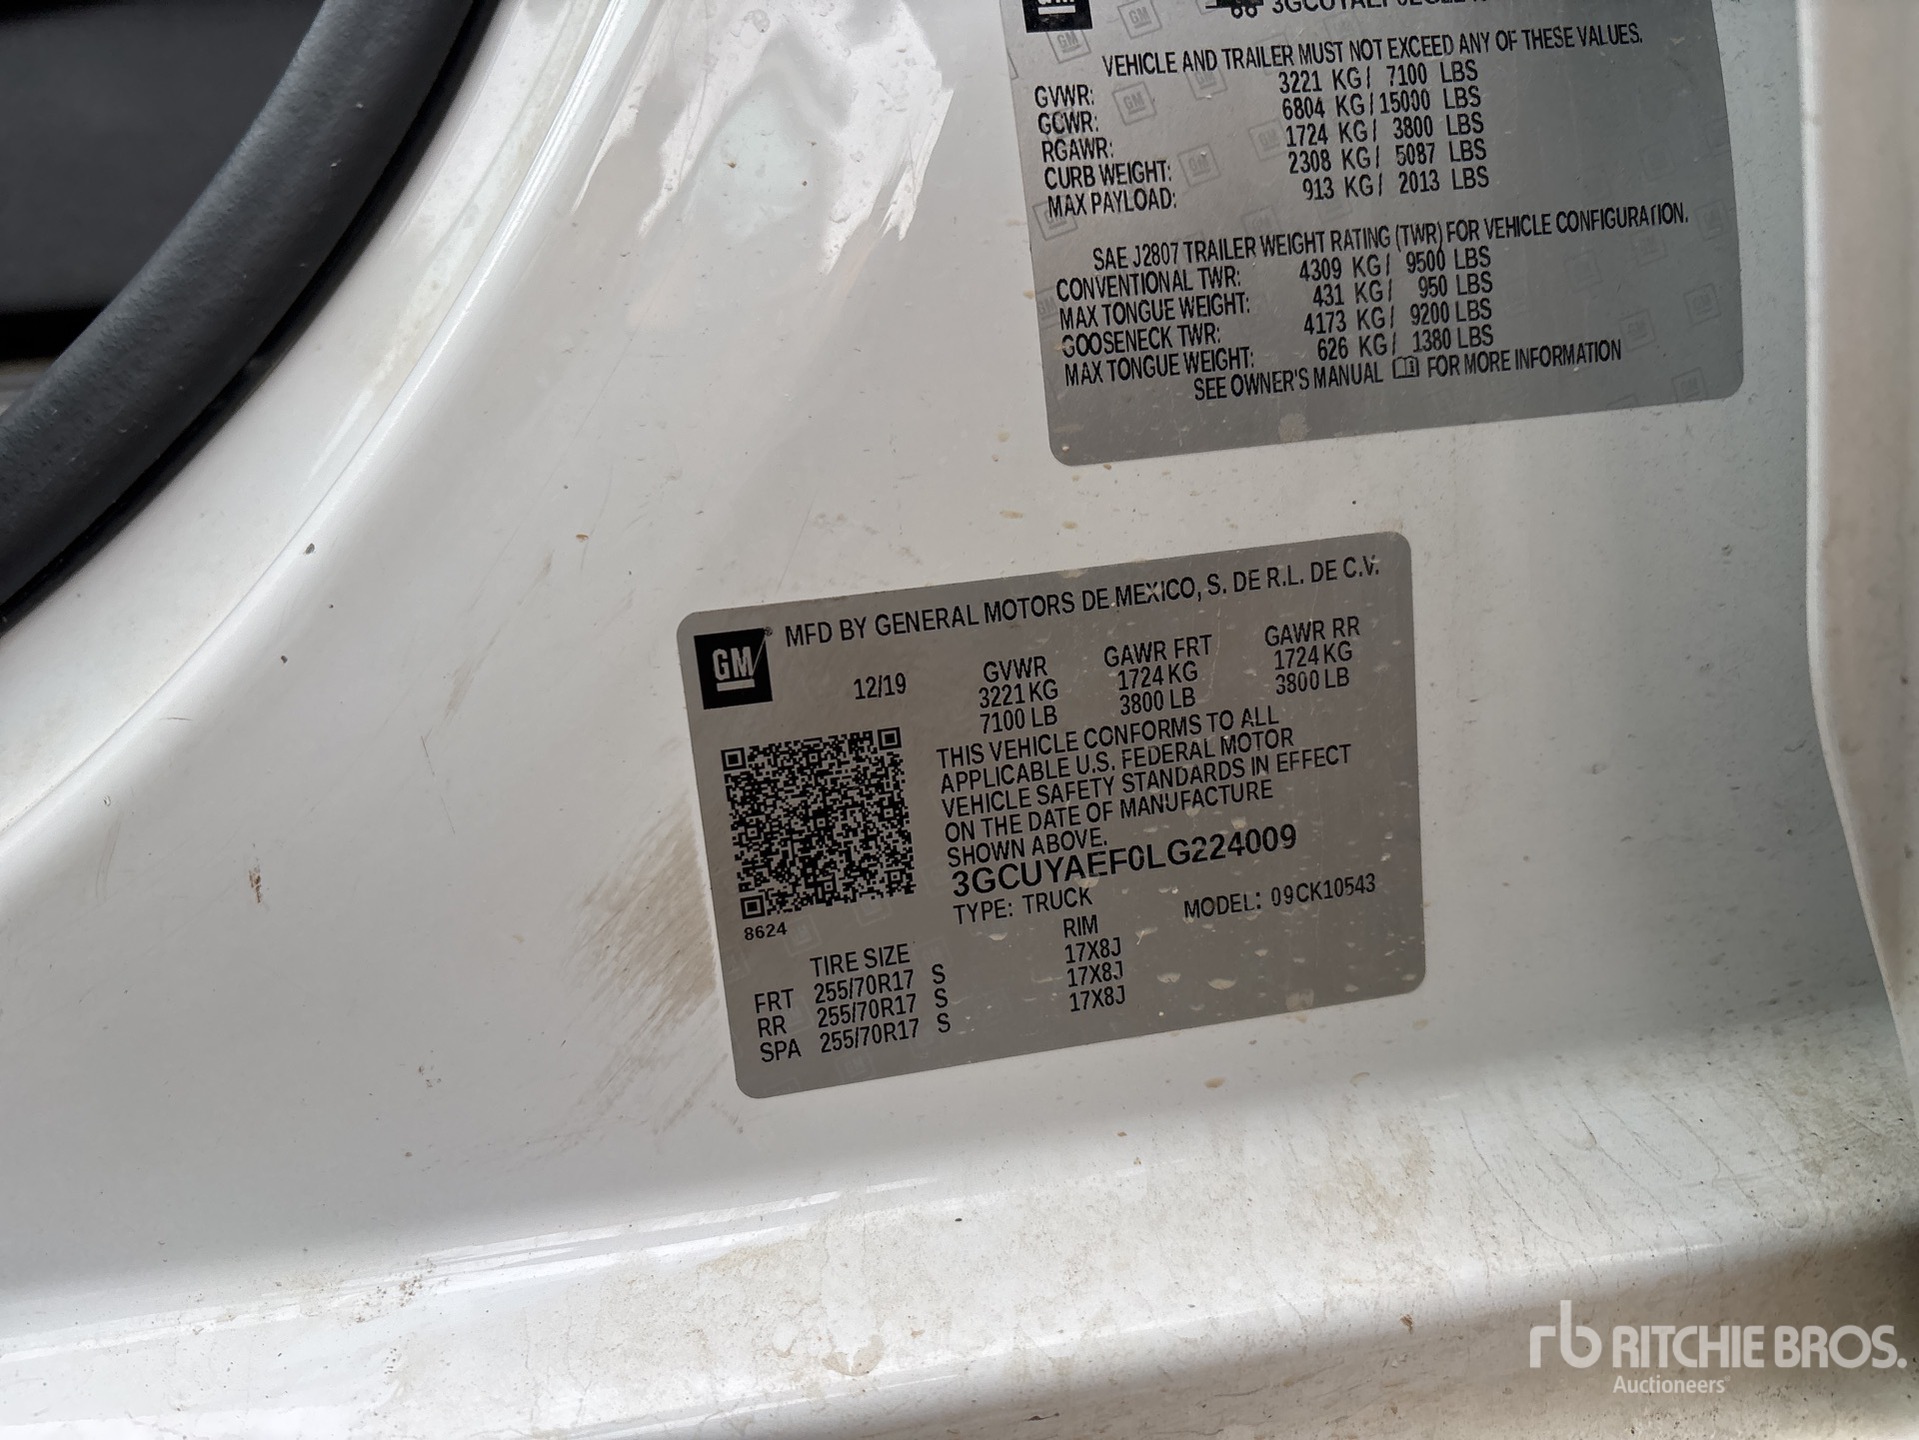 GM
VEHICLE AND TRAILER MUST NOT EXCEED ANY OF THESE VALUES.
GVWR: 3221 KG/ 7100 LBS
GCWR: 6804 KG/15000 LBS
RGAWR: 1724 KG/ 3800 LBS
CURB WEIGHT: 2308 KG/ 5087 LBS
MAX PAYLOAD: 913 KG/ 2013 LBS
SAE J2807 TRAILER WEIGHT RATING (TWR) FOR VEHICLE CONFIGURATION.
CONVENTIONAL TWR: 4309 KG/ 9500 LBS
MAX TONGUE WEIGHT: 431 KG/ 950 LBS
GOOSENECK TWR: 4173 KG/ 9200 LBS
MAX TONGUE WEIGHT: 626 KG/ 1380 LBS
SEE OWNER'S MANUAL FOR MORE INFORMATION
GM® MFD BY GENERAL MOTORS DE MEXICO, S. DE R.L. DE C.V.
12/19 GVWR GAWR FRT GAWR RR
3221 KG 1724 KG 1724 KG
7100 LB 3800 LB 3800 LB
THIS VEHICLE CONFORMS TO ALL
APPLICABLE U.S. FEDERAL MOTOR
VEHICLE SAFETY STANDARDS IN EFFECT
ON THE DATE OF MANUFACTURE
SHOWN ABOVE.
3GCUYAEF0LG224009
TYPE: TRUCK MODEL: 09CK10543
8624
TIRE SIZE RIM
FRT 255/70R17 S 17X8J
RR 255/70R17 S 17X8J
SPA 255/70R17 S 17X8J
rb RITCHIE BROS.
Auctioneers